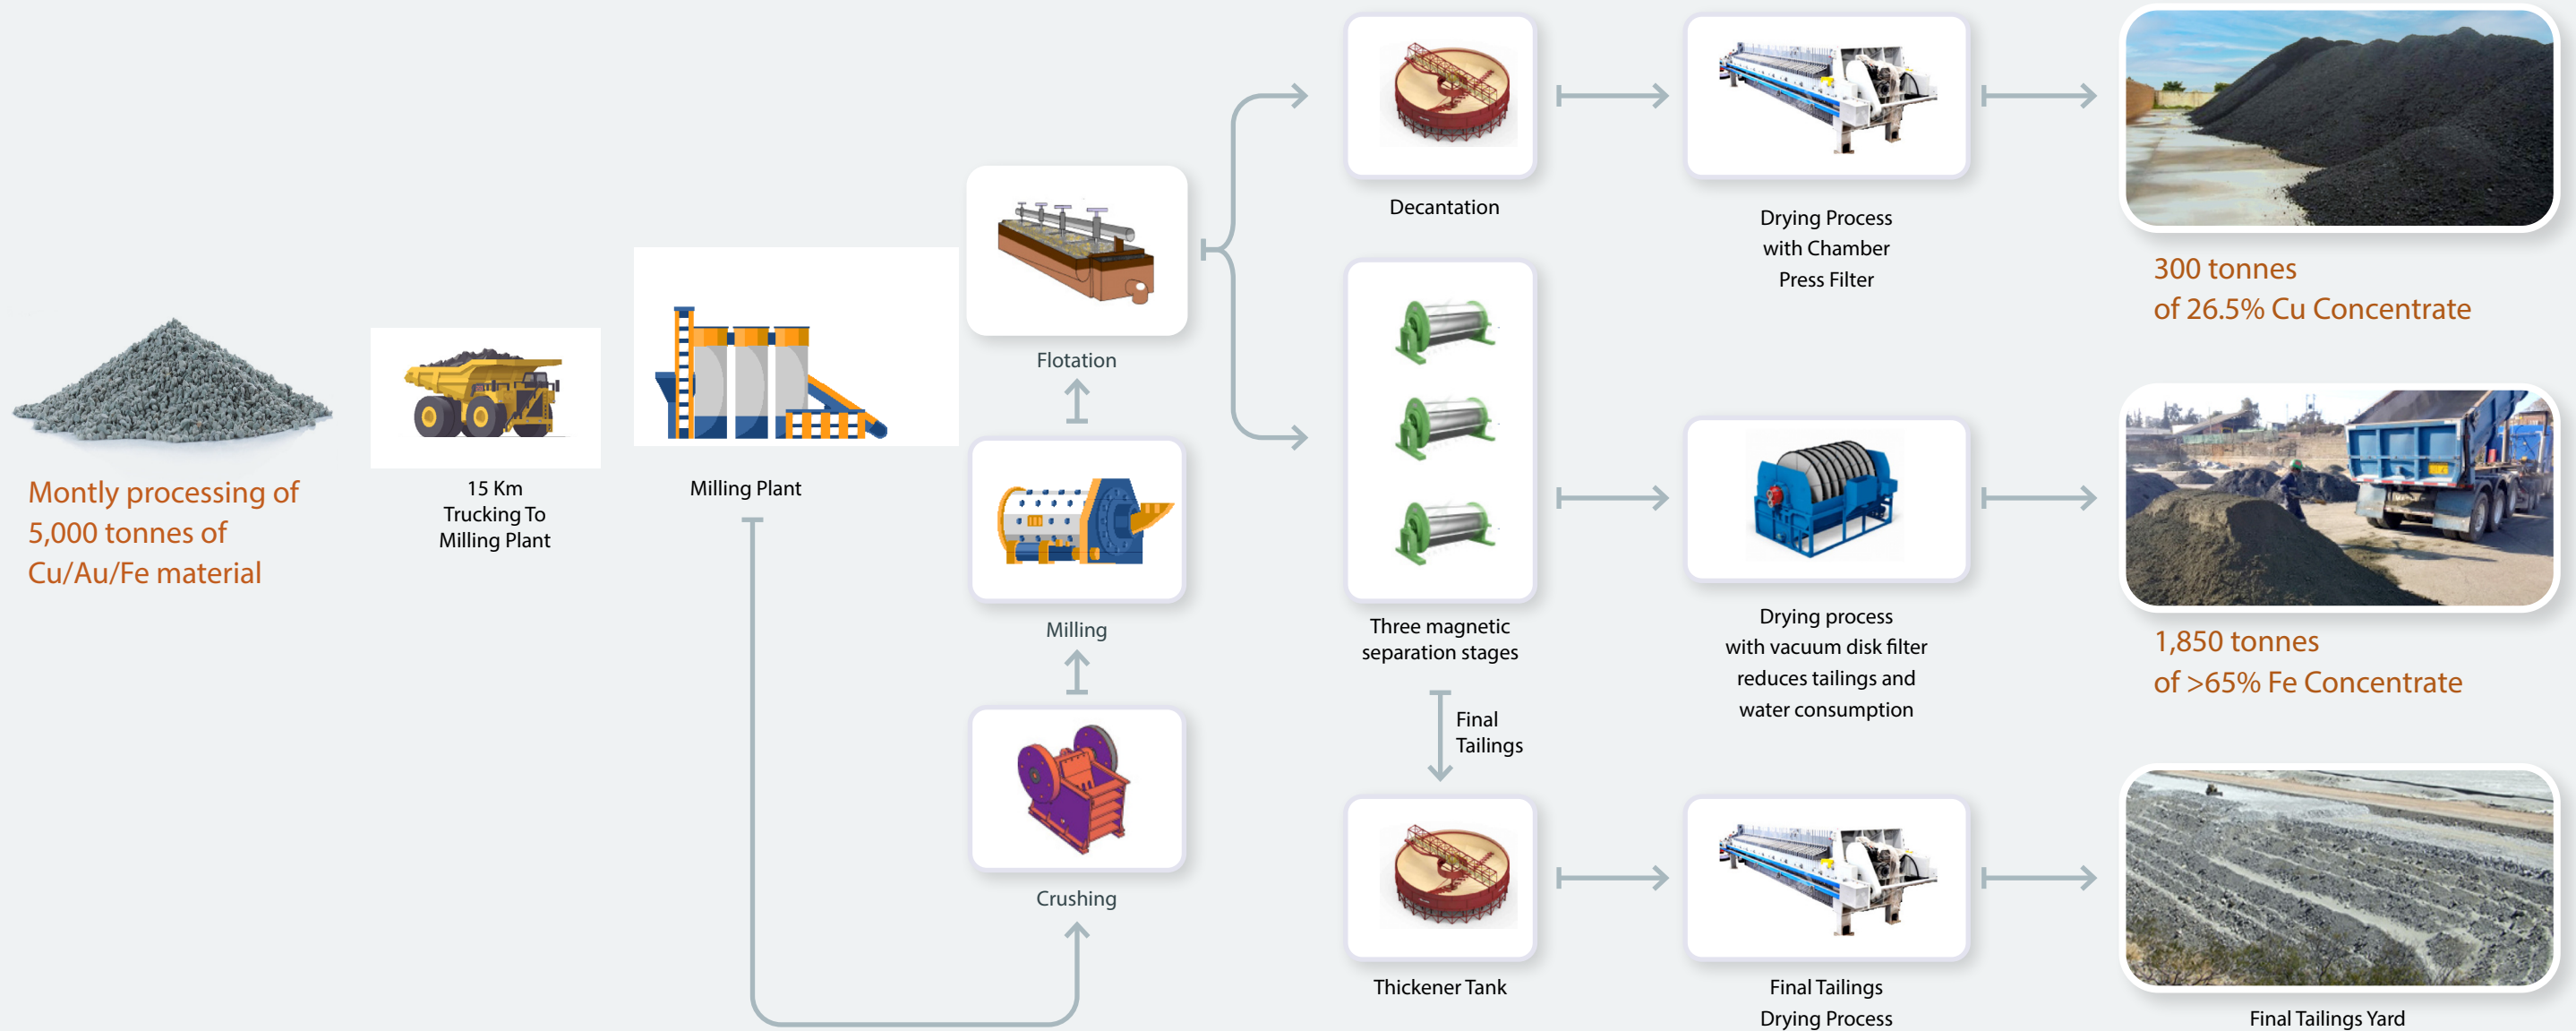 Montly processing of
5,000 tonnes of
Cu/Au/Fe material
15 Km
Trucking To
Milling Plant
Milling Plant
Flotation
Milling
Crushing
Decantation
Drying Process
with Chamber
Press Filter
300 tonnes
of 26.5% Cu Concentrate
Three magnetic
separation stages
Drying process
with vacuum disk filter
reduces tailings and
water consumption
1,850 tonnes
of >65% Fe Concentrate
Final
Tailings
Thickener Tank
Final Tailings
Drying Process
Final Tailings Yard